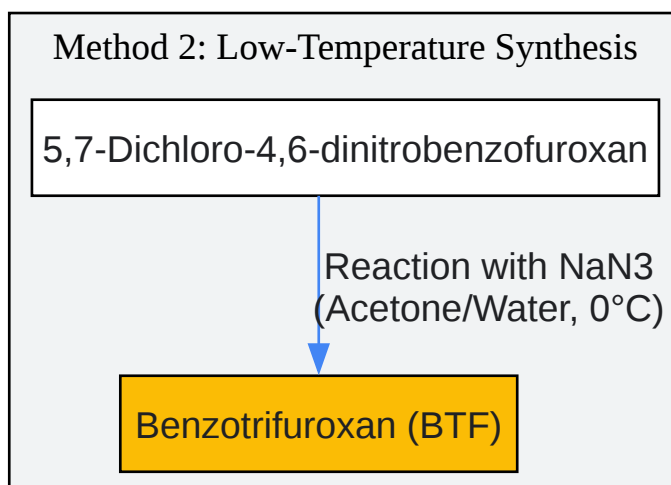 Method 2: Low-Temperature Synthesis
5,7-Dichloro-4,6-dinitrobenzofuroxan
Reaction with NaN3
(Acetone/Water, 0°C)
Benzotrifuroxan (BTF)